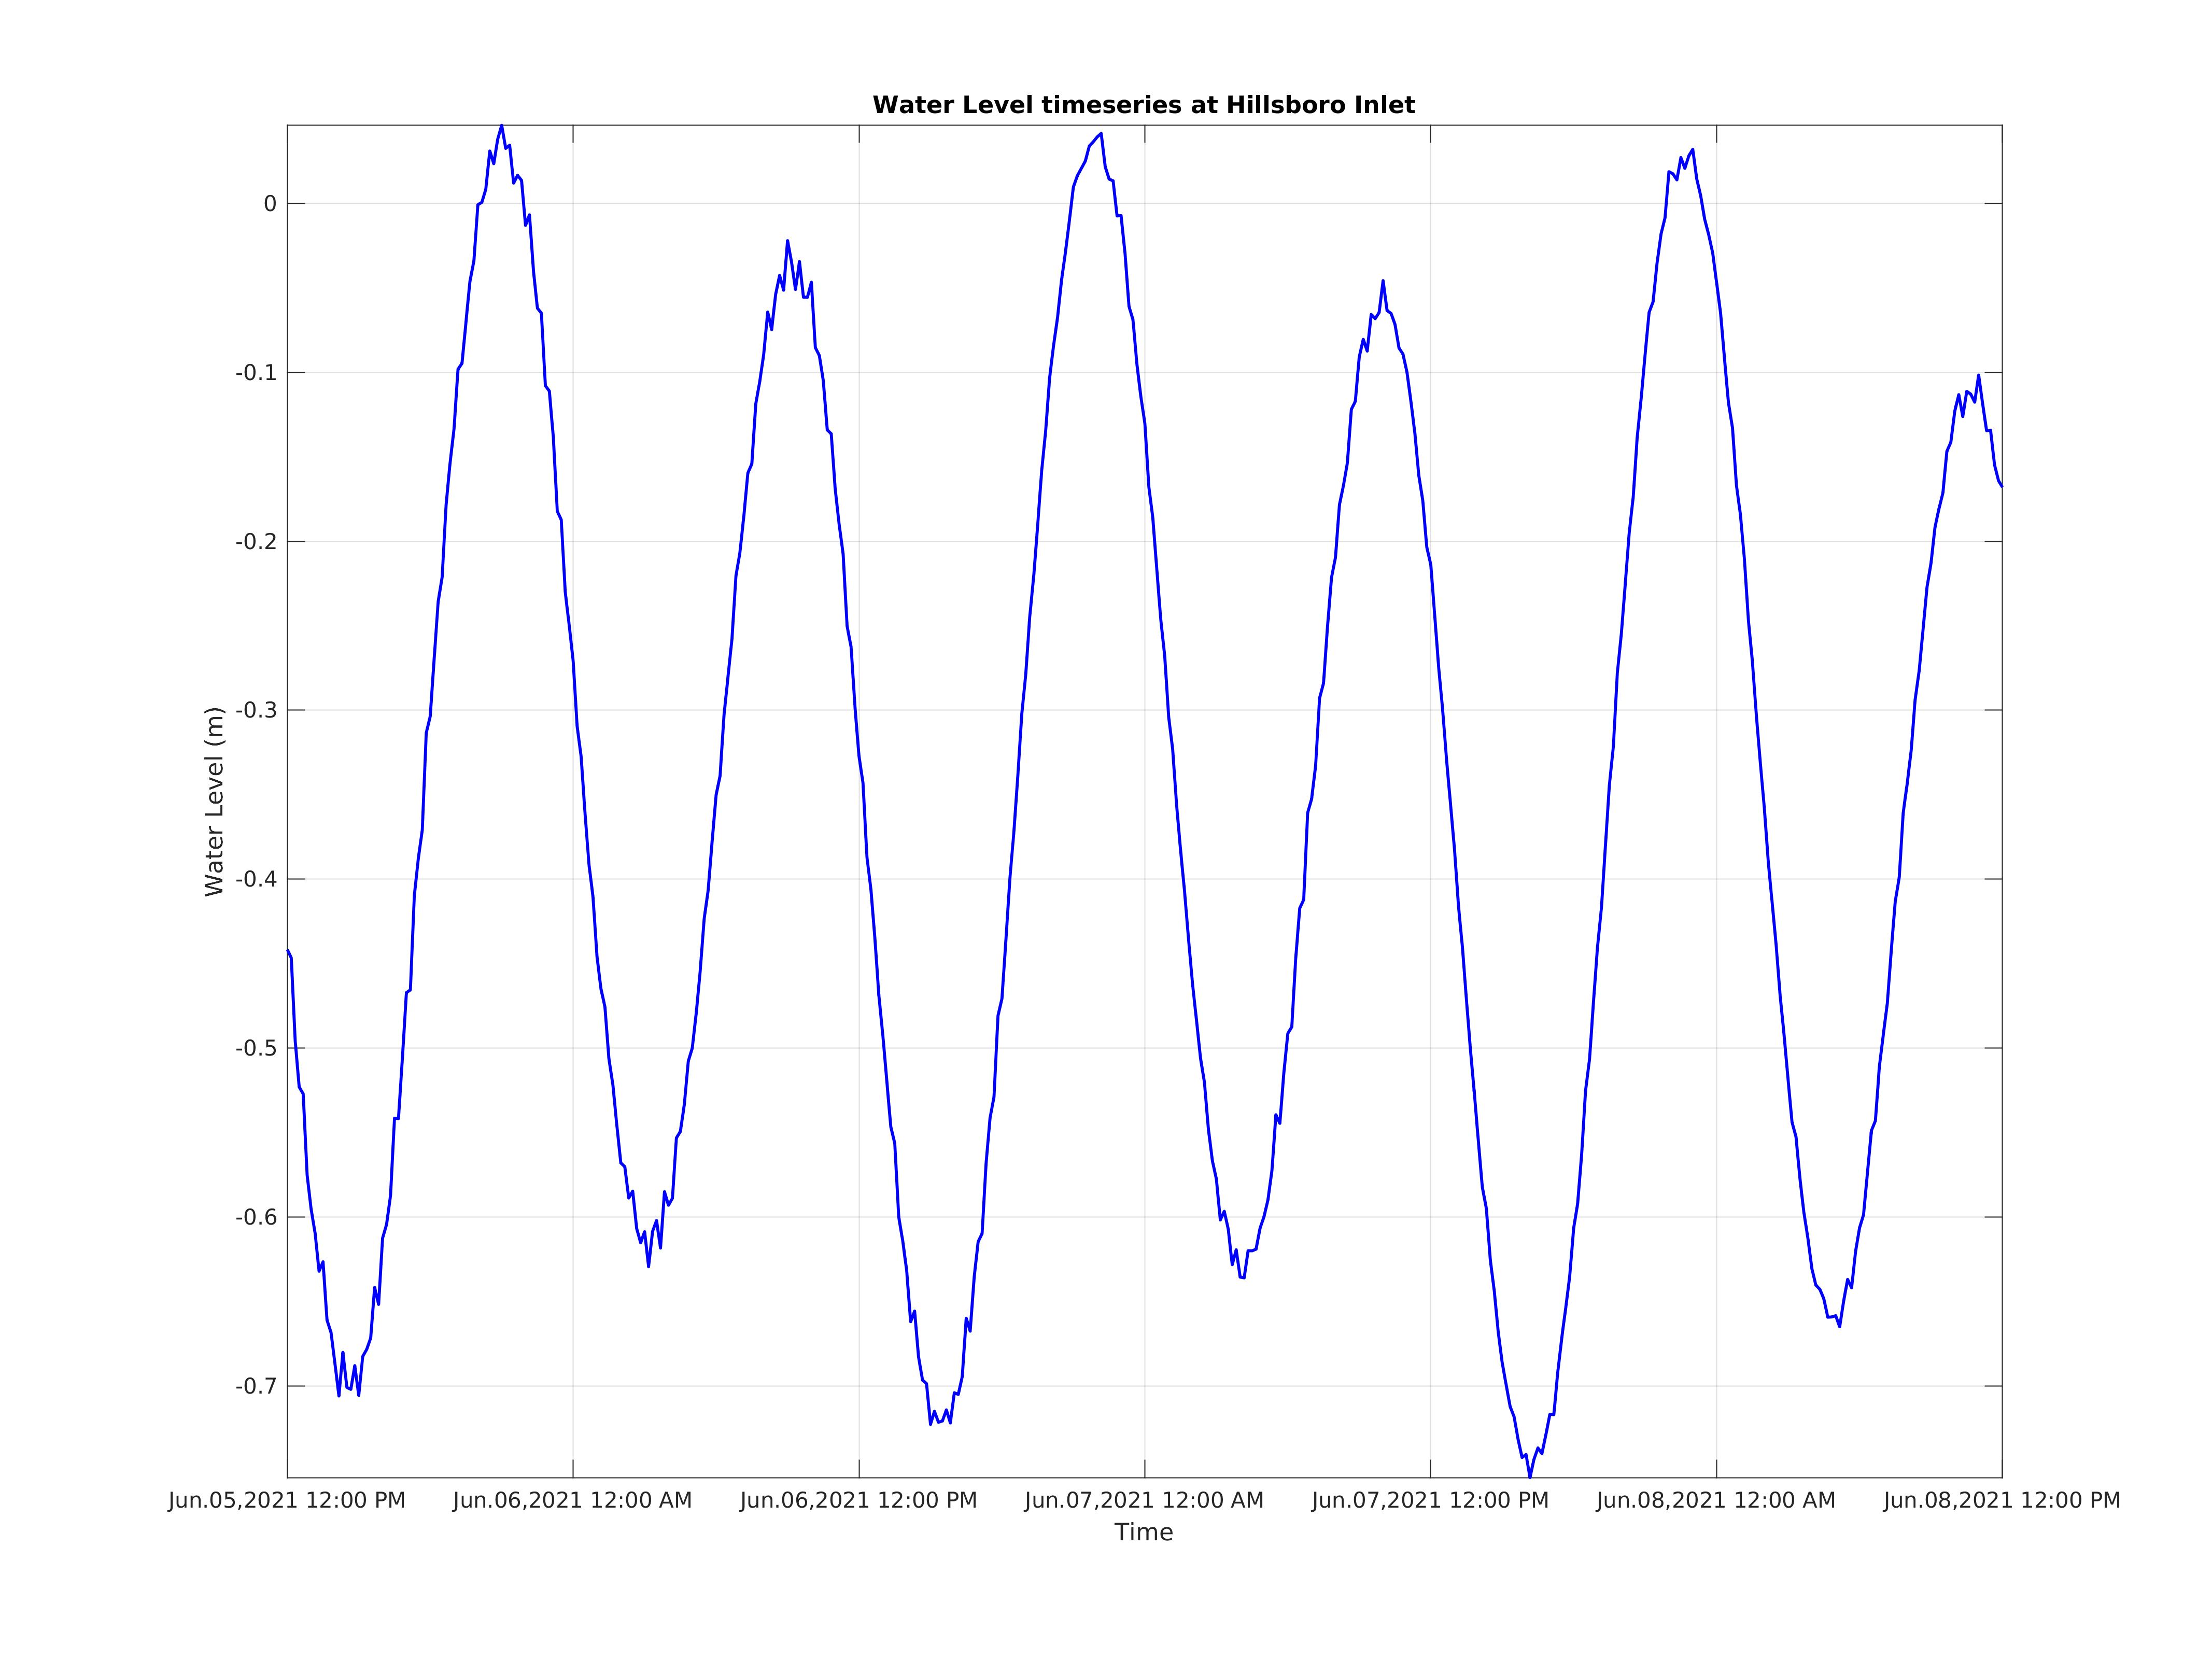 Water Level timeseries at Hillsboro Inlet
0
-0.1
-0.2
-0.3
-0.4
-0.5
-0.6
-0.7
Water Level (m)
Jun.05,2021 12:00 PM
Jun.06,2021 12:00 AM
Jun.06,2021 12:00 PM
Jun.07,2021 12:00 AM
Jun.07,2021 12:00 PM
Jun.08,2021 12:00 AM
Jun.08,2021 12:00 PM
Time